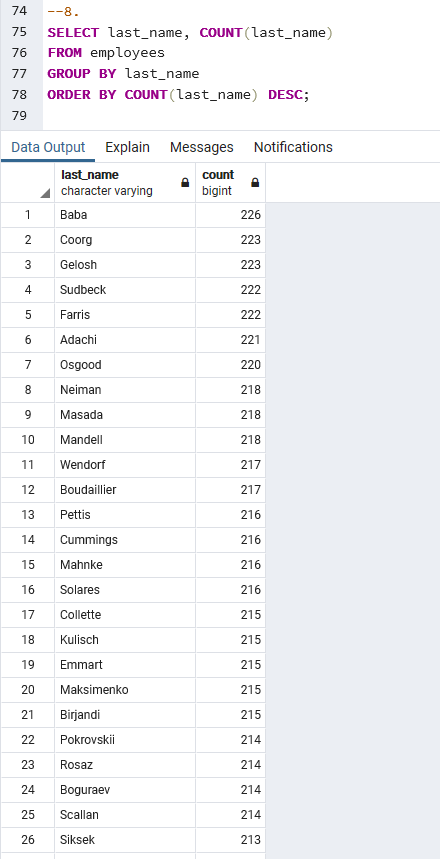 74 --8.
75 SELECT last_name, COUNT(last_name)
76 FROM employees
77 GROUP BY last_name
78 ORDER BY COUNT(last_name) DESC;
79
Data Output Explain Messages Notifications
last_name count
character varying bigint
1 Baba 226
2 Coorg 223
3 Gelosh 223
4 Sudbeck 222
5 Farris 222
6 Adachi 221
7 Osgood 220
8 Neiman 218
9 Masada 218
10 Mandell 218
11 Wendorf 217
12 Boudaillier 217
13 Pettis 216
14 Cummings 216
15 Mahnke 216
16 Solares 216
17 Collette 215
18 Kulisch 215
19 Emmart 215
20 Maksimenko 215
21 Birjandi 215
22 Pokrovskii 214
23 Rosaz 214
24 Boguraev 214
25 Scallan 214
26 Siksek 213